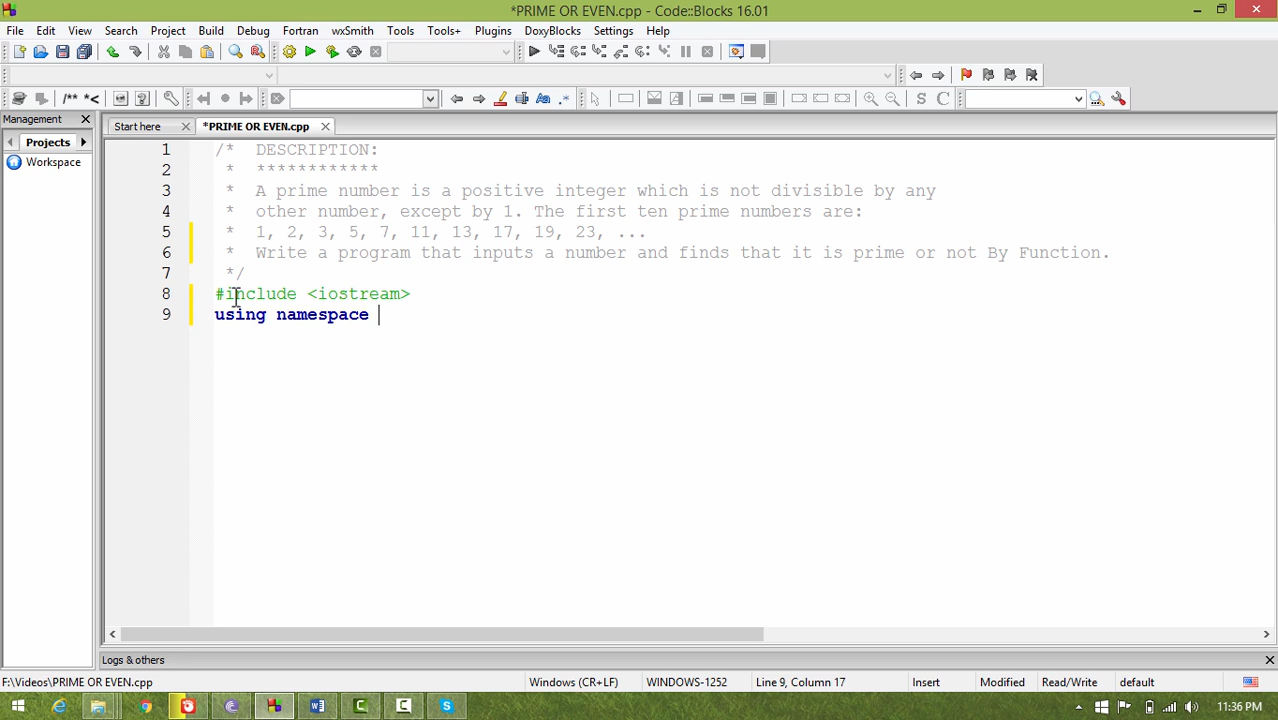 *PRIME OR EVEN.cpp - Code::Blocks 16.01
File Edit View Search Project Build Debug Fortran wxSmith Tools Tools+ Plugins DoxyBlocks Settings Help
/** *<
S C
Management
Start here *PRIME OR EVEN.cpp
Projects
Workspace
1 /* DESCRIPTION:
2 * ************
3 * A prime number is a positive integer which is not divisible by any
4 * other number, except by 1. The first ten prime numbers are:
5 * 1, 2, 3, 5, 7, 11, 13, 17, 19, 23, ...
6 * Write a program that inputs a number and finds that it is prime or not By Function.
7 */
8 #include <iostream>
9 using namespace
Logs & others
F:\Videos\PRIME OR EVEN.cpp Windows (CR+LF) WINDOWS-1252 Line 9, Column 17 Insert Modified Read/Write default
11:36 PM